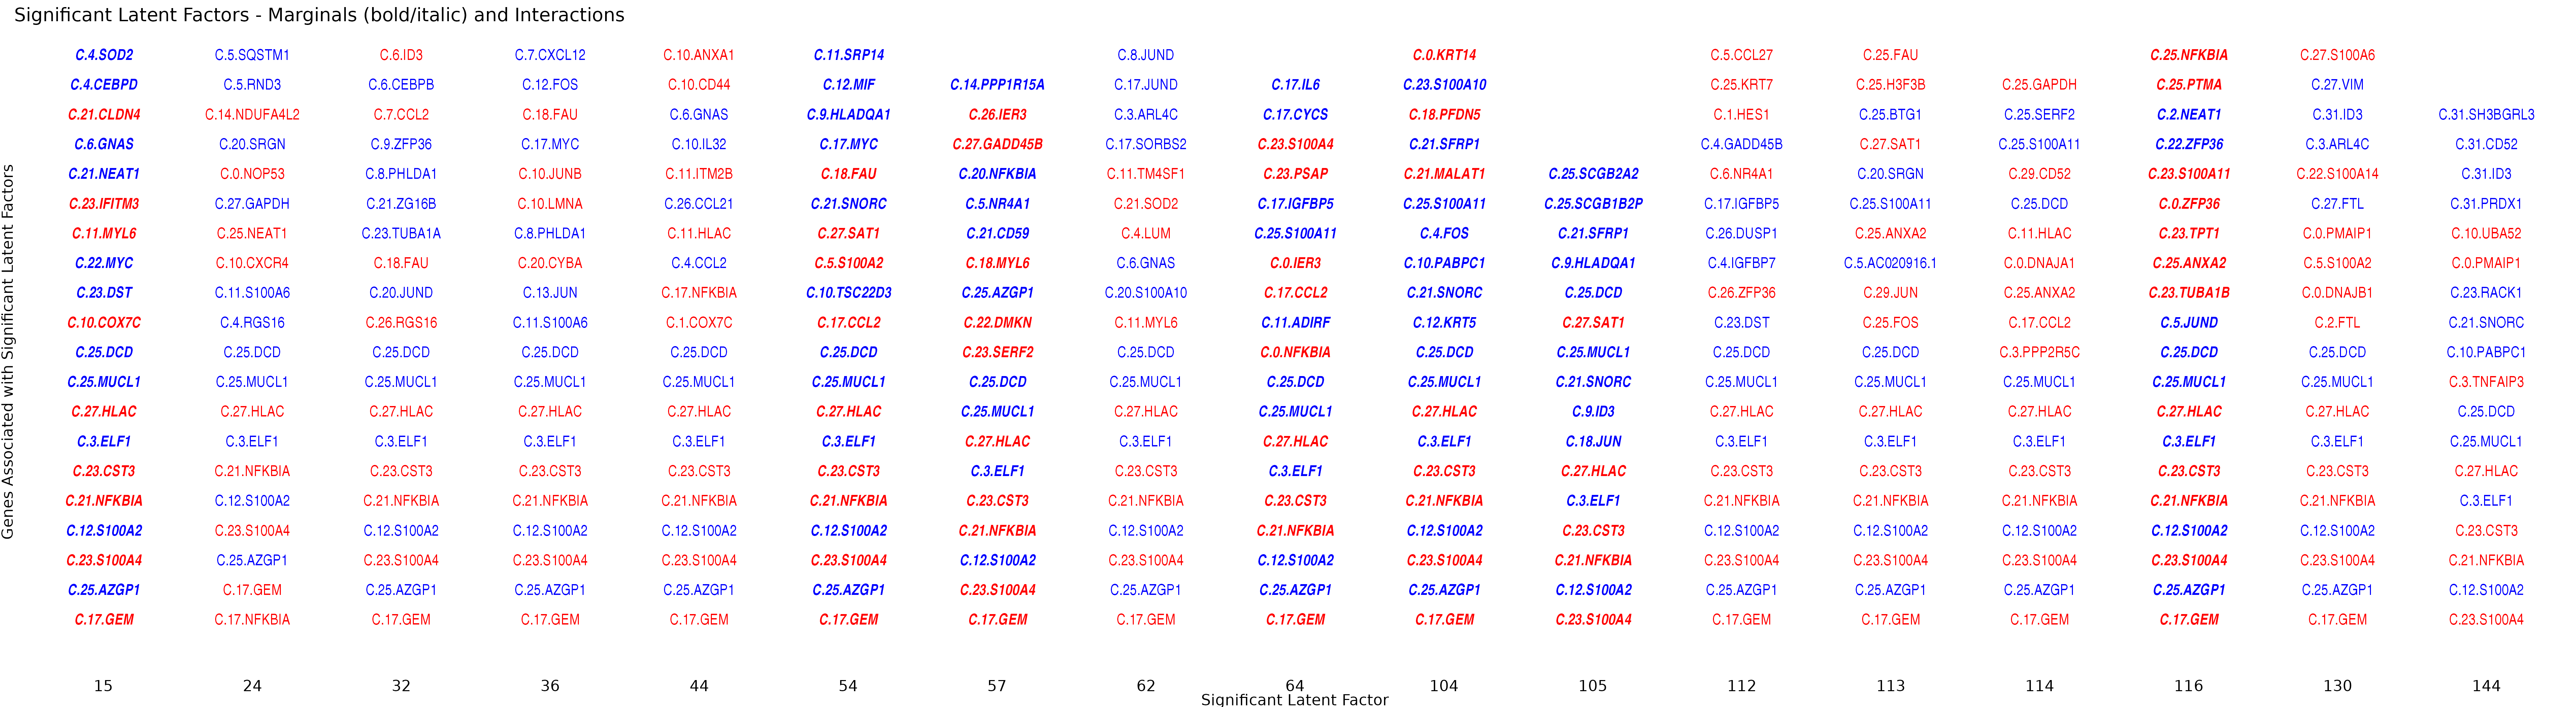 Significant Latent Factors - Marginals (bold/italic) and Interactions
C.4.SOD2 C.5.SQSTM1 C.6.ID3 C.7.CXCL12 C.10.ANXA1 C.11.SRP14 C.8.JUND C.0.KRT14 C.5.CCL27 C.25.FAU C.25.NFKBIA C.27.S100A6
C.4.CEBPD C.5.RND3 C.6.CEBPB C.12.FOS C.10.CD44 C.12.MIF C.14.PPP1R15A C.17.JUND C.17.IL6 C.23.S100A10 C.25.KRT7 C.25.H3F3B C.25.GAPDH C.25.PTMA C.27.VIM
C.21.CLDN4 C.14.NDUFA4L2 C.7.CCL2 C.18.FAU C.6.GNAS C.9.HLADQA1 C.26.IER3 C.3.ARL4C C.17.CYCS C.18.PFDN5 C.1.HES1 C.25.BTG1 C.25.SERF2 C.2.NEAT1 C.31.ID3 C.31.SH3BGRL3
C.6.GNAS C.20.SRGN C.9.ZFP36 C.17.MYC C.10.IL32 C.17.MYC C.27.GADD45B C.17.SORBS2 C.23.S100A4 C.21.SFRP1 C.4.GADD45B C.27.SAT1 C.25.S100A11 C.22.ZFP36 C.3.ARL4C C.31.CD52
C.21.NEAT1 C.0.NOP53 C.8.PHLDA1 C.10.JUNB C.11.ITM2B C.18.FAU C.20.NFKBIA C.11.TM4SF1 C.23.PSAP C.21.MALAT1 C.25.SCGB2A2 C.6.NR4A1 C.20.SRGN C.29.CD52 C.23.S100A11 C.22.S100A14 C.31.ID3
C.23.IFITM3 C.27.GAPDH C.21.ZG16B C.10.LMNA C.26.CCL21 C.21.SNORC C.5.NR4A1 C.21.SOD2 C.17.IGFBP5 C.25.S100A11 C.25.SCGB1B2P C.17.IGFBP5 C.25.S100A11 C.25.DCD C.0.ZFP36 C.27.FTL C.31.PRDX1
C.11.MYL6 C.25.NEAT1 C.23.TUBA1A C.8.PHLDA1 C.11.HLAC C.27.SAT1 C.21.CD59 C.4.LUM C.25.S100A11 C.4.FOS C.21.SFRP1 C.26.DUSP1 C.25.ANXA2 C.11.HLAC C.23.TPT1 C.0.PMAIP1 C.10.UBA52
C.22.MYC C.10.CXCR4 C.18.FAU C.20.CYBA C.4.CCL2 C.5.S100A2 C.18.MYL6 C.6.GNAS C.0.IER3 C.10.PABPC1 C.9.HLADQA1 C.4.IGFBP7 C.5.AC020916.1 C.0.DNAJA1 C.25.ANXA2 C.5.S100A2 C.0.PMAIP1
C.23.DST C.11.S100A6 C.20.JUND C.13.JUN C.17.NFKBIA C.10.TSC22D3 C.25.AZGP1 C.20.S100A10 C.17.CCL2 C.21.SNORC C.25.DCD C.26.ZFP36 C.29.JUN C.25.ANXA2 C.23.TUBA1B C.0.DNAJB1 C.23.RACK1
C.10.COX7C C.4.RGS16 C.26.RGS16 C.11.S100A6 C.1.COX7C C.17.CCL2 C.22.DMKN C.11.MYL6 C.11.ADIRF C.12.KRT5 C.27.SAT1 C.23.DST C.25.FOS C.17.CCL2 C.5.JUND C.2.FTL C.21.SNORC
C.25.DCD C.25.DCD C.25.DCD C.25.DCD C.25.DCD C.25.DCD C.23.SERF2 C.25.DCD C.0.NFKBIA C.25.DCD C.25.MUCL1 C.25.DCD C.25.DCD C.3.PPP2R5C C.25.DCD C.25.DCD C.10.PABPC1
C.25.MUCL1 C.25.MUCL1 C.25.MUCL1 C.25.MUCL1 C.25.MUCL1 C.25.MUCL1 C.25.DCD C.25.MUCL1 C.25.DCD C.25.MUCL1 C.21.SNORC C.25.MUCL1 C.25.MUCL1 C.25.MUCL1 C.25.MUCL1 C.25.MUCL1 C.3.TNFAIP3
C.27.HLAC C.27.HLAC C.27.HLAC C.27.HLAC C.27.HLAC C.27.HLAC C.25.MUCL1 C.27.HLAC C.25.MUCL1 C.27.HLAC C.9.ID3 C.27.HLAC C.27.HLAC C.27.HLAC C.27.HLAC C.27.HLAC C.25.DCD
C.3.ELF1 C.3.ELF1 C.3.ELF1 C.3.ELF1 C.3.ELF1 C.3.ELF1 C.27.HLAC C.3.ELF1 C.27.HLAC C.3.ELF1 C.18.JUN C.3.ELF1 C.3.ELF1 C.3.ELF1 C.3.ELF1 C.3.ELF1 C.25.MUCL1
C.23.CST3 C.21.NFKBIA C.23.CST3 C.23.CST3 C.23.CST3 C.23.CST3 C.3.ELF1 C.23.CST3 C.3.ELF1 C.23.CST3 C.27.HLAC C.23.CST3 C.23.CST3 C.23.CST3 C.23.CST3 C.23.CST3 C.27.HLAC
C.21.NFKBIA C.12.S100A2 C.21.NFKBIA C.21.NFKBIA C.21.NFKBIA C.21.NFKBIA C.23.CST3 C.21.NFKBIA C.23.CST3 C.21.NFKBIA C.3.ELF1 C.21.NFKBIA C.21.NFKBIA C.21.NFKBIA C.21.NFKBIA C.21.NFKBIA C.3.ELF1
C.12.S100A2 C.23.S100A4 C.12.S100A2 C.12.S100A2 C.12.S100A2 C.12.S100A2 C.21.NFKBIA C.12.S100A2 C.21.NFKBIA C.12.S100A2 C.23.CST3 C.12.S100A2 C.12.S100A2 C.12.S100A2 C.12.S100A2 C.12.S100A2 C.23.CST3
C.23.S100A4 C.25.AZGP1 C.23.S100A4 C.23.S100A4 C.23.S100A4 C.23.S100A4 C.12.S100A2 C.23.S100A4 C.12.S100A2 C.23.S100A4 C.21.NFKBIA C.23.S100A4 C.23.S100A4 C.23.S100A4 C.23.S100A4 C.23.S100A4 C.21.NFKBIA
C.25.AZGP1 C.17.GEM C.25.AZGP1 C.25.AZGP1 C.25.AZGP1 C.25.AZGP1 C.23.S100A4 C.25.AZGP1 C.25.AZGP1 C.25.AZGP1 C.12.S100A2 C.25.AZGP1 C.25.AZGP1 C.25.AZGP1 C.25.AZGP1 C.25.AZGP1 C.12.S100A2
C.17.GEM C.17.NFKBIA C.17.GEM C.17.GEM C.17.GEM C.17.GEM C.17.GEM C.17.GEM C.17.GEM C.17.GEM C.23.S100A4 C.17.GEM C.17.GEM C.17.GEM C.17.GEM C.17.GEM C.23.S100A4
15 24 32 36 44 54 57 62 64 104 105 112 113 114 116 130 144
Significant Latent Factor
Genes Associated with Significant Latent Factors